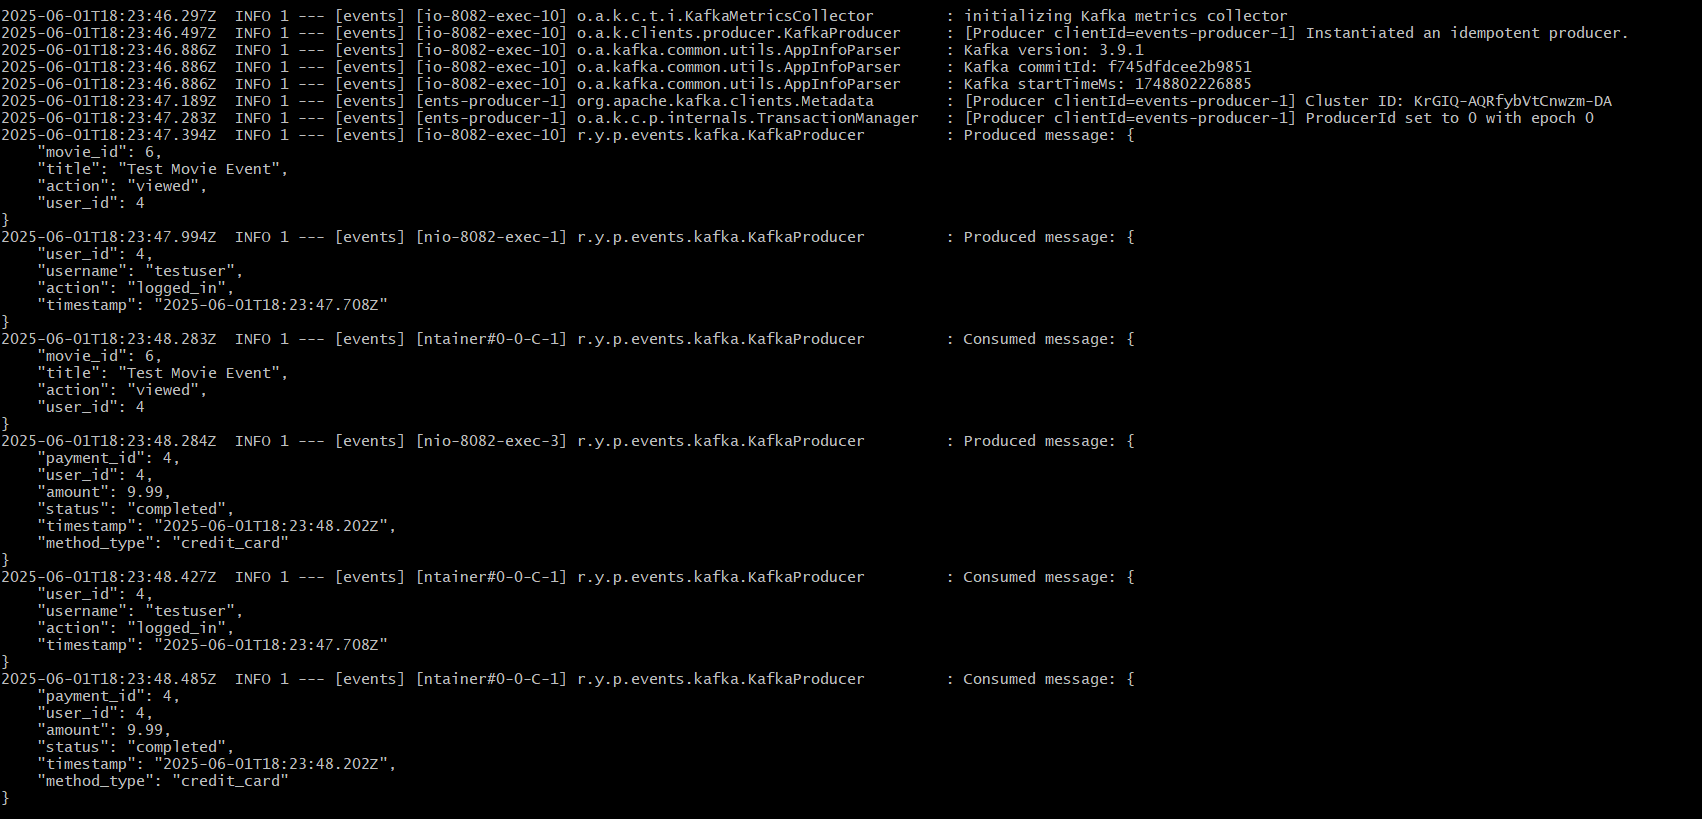 2025-06-01T18:23:46.297Z  INFO 1 --- [events] [io-8082-exec-10] o.a.k.c.t.i.KafkaMetricsCollector        : initializing Kafka metrics collector
2025-06-01T18:23:46.497Z  INFO 1 --- [events] [io-8082-exec-10] o.a.k.clients.producer.KafkaProducer     : [Producer clientId=events-producer-1] Instantiated an idempotent producer.
2025-06-01T18:23:46.886Z  INFO 1 --- [events] [io-8082-exec-10] o.a.kafka.common.utils.AppInfoParser     : Kafka version: 3.9.1
2025-06-01T18:23:46.886Z  INFO 1 --- [events] [io-8082-exec-10] o.a.kafka.common.utils.AppInfoParser     : Kafka commitId: f745dfdcee2b9851
2025-06-01T18:23:46.886Z  INFO 1 --- [events] [io-8082-exec-10] o.a.kafka.common.utils.AppInfoParser     : Kafka startTimeMs: 1748802226885
2025-06-01T18:23:47.189Z  INFO 1 --- [events] [ents-producer-1] org.apache.kafka.clients.Metadata        : [Producer clientId=events-producer-1] Cluster ID: KrGIQ-AQRfybVtCnwzm-DA
2025-06-01T18:23:47.283Z  INFO 1 --- [events] [ents-producer-1] o.a.k.c.p.internals.TransactionManager   : [Producer clientId=events-producer-1] ProducerId set to 0 with epoch 0
2025-06-01T18:23:47.394Z  INFO 1 --- [events] [io-8082-exec-10] r.y.p.events.kafka.KafkaProducer         : Produced message: {
    "movie_id": 6,
    "title": "Test Movie Event",
    "action": "viewed",
    "user_id": 4
}
2025-06-01T18:23:47.994Z  INFO 1 --- [events] [nio-8082-exec-1] r.y.p.events.kafka.KafkaProducer         : Produced message: {
    "user_id": 4,
    "username": "testuser",
    "action": "logged_in",
    "timestamp": "2025-06-01T18:23:47.708Z"
}
2025-06-01T18:23:48.283Z  INFO 1 --- [events] [ntainer#0-0-C-1] r.y.p.events.kafka.KafkaProducer         : Consumed message: {
    "movie_id": 6,
    "title": "Test Movie Event",
    "action": "viewed",
    "user_id": 4
}
2025-06-01T18:23:48.284Z  INFO 1 --- [events] [nio-8082-exec-3] r.y.p.events.kafka.KafkaProducer         : Produced message: {
    "payment_id": 4,
    "user_id": 4,
    "amount": 9.99,
    "status": "completed",
    "timestamp": "2025-06-01T18:23:48.202Z",
    "method_type": "credit_card"
}
2025-06-01T18:23:48.427Z  INFO 1 --- [events] [ntainer#0-0-C-1] r.y.p.events.kafka.KafkaProducer         : Consumed message: {
    "user_id": 4,
    "username": "testuser",
    "action": "logged_in",
    "timestamp": "2025-06-01T18:23:47.708Z"
}
2025-06-01T18:23:48.485Z  INFO 1 --- [events] [ntainer#0-0-C-1] r.y.p.events.kafka.KafkaProducer         : Consumed message: {
    "payment_id": 4,
    "user_id": 4,
    "amount": 9.99,
    "status": "completed",
    "timestamp": "2025-06-01T18:23:48.202Z",
    "method_type": "credit_card"
}